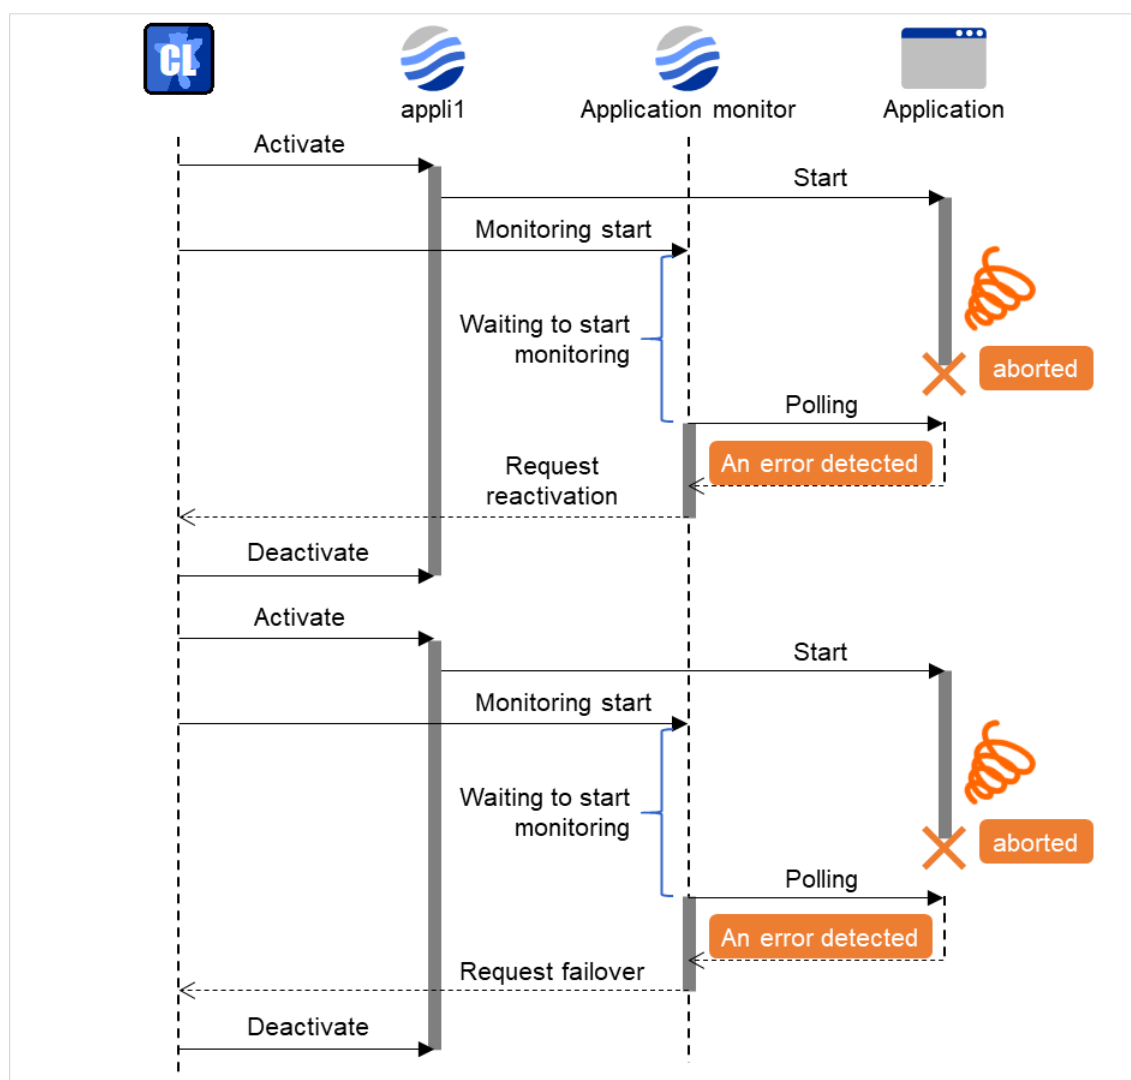 CL
appli1
Application monitor
Application
Activate
Start
Monitoring start
Waiting to start
monitoring
aborted
Polling
An error detected
Request
reactivation
Deactivate
Activate
Start
Monitoring start
Waiting to start
monitoring
aborted
Polling
An error detected
Request failover
Deactivate